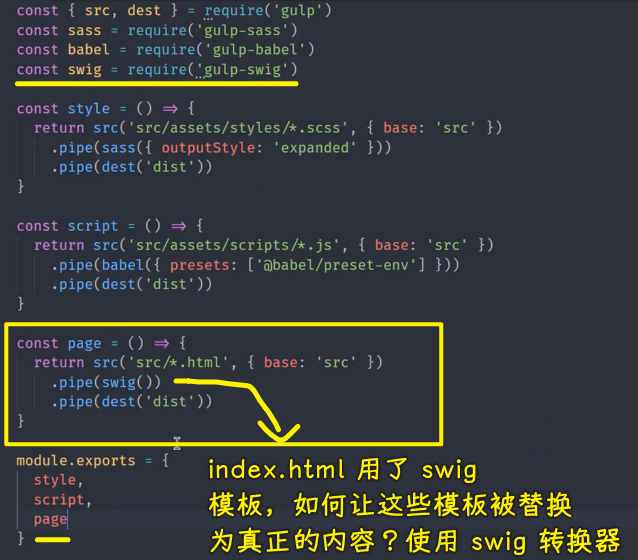 const { src, dest } = require('gulp')
const sass = require('gulp-sass')
const babel = require('gulp-babel')
const swig = require('gulp-swig')
const style = () => {
  return src('src/assets/styles/*.scss', { base: 'src' })
    .pipe(sass({ outputStyle: 'expanded' }))
    .pipe(dest('dist'))
}
const script = () => {
  return src('src/assets/scripts/*.js', { base: 'src' })
    .pipe(babel({ presets: ['@babel/preset-env'] }))
    .pipe(dest('dist'))
}
const page = () => {
  return src('src/*.html', { base: 'src' })
    .pipe(swig())
    .pipe(dest('dist'))
}
module.exports = {
  style,
  script,
  page
}
index.html 用了 swig
模板，如何让这些模板被替换
为真正的内容？使用 swig 转换器